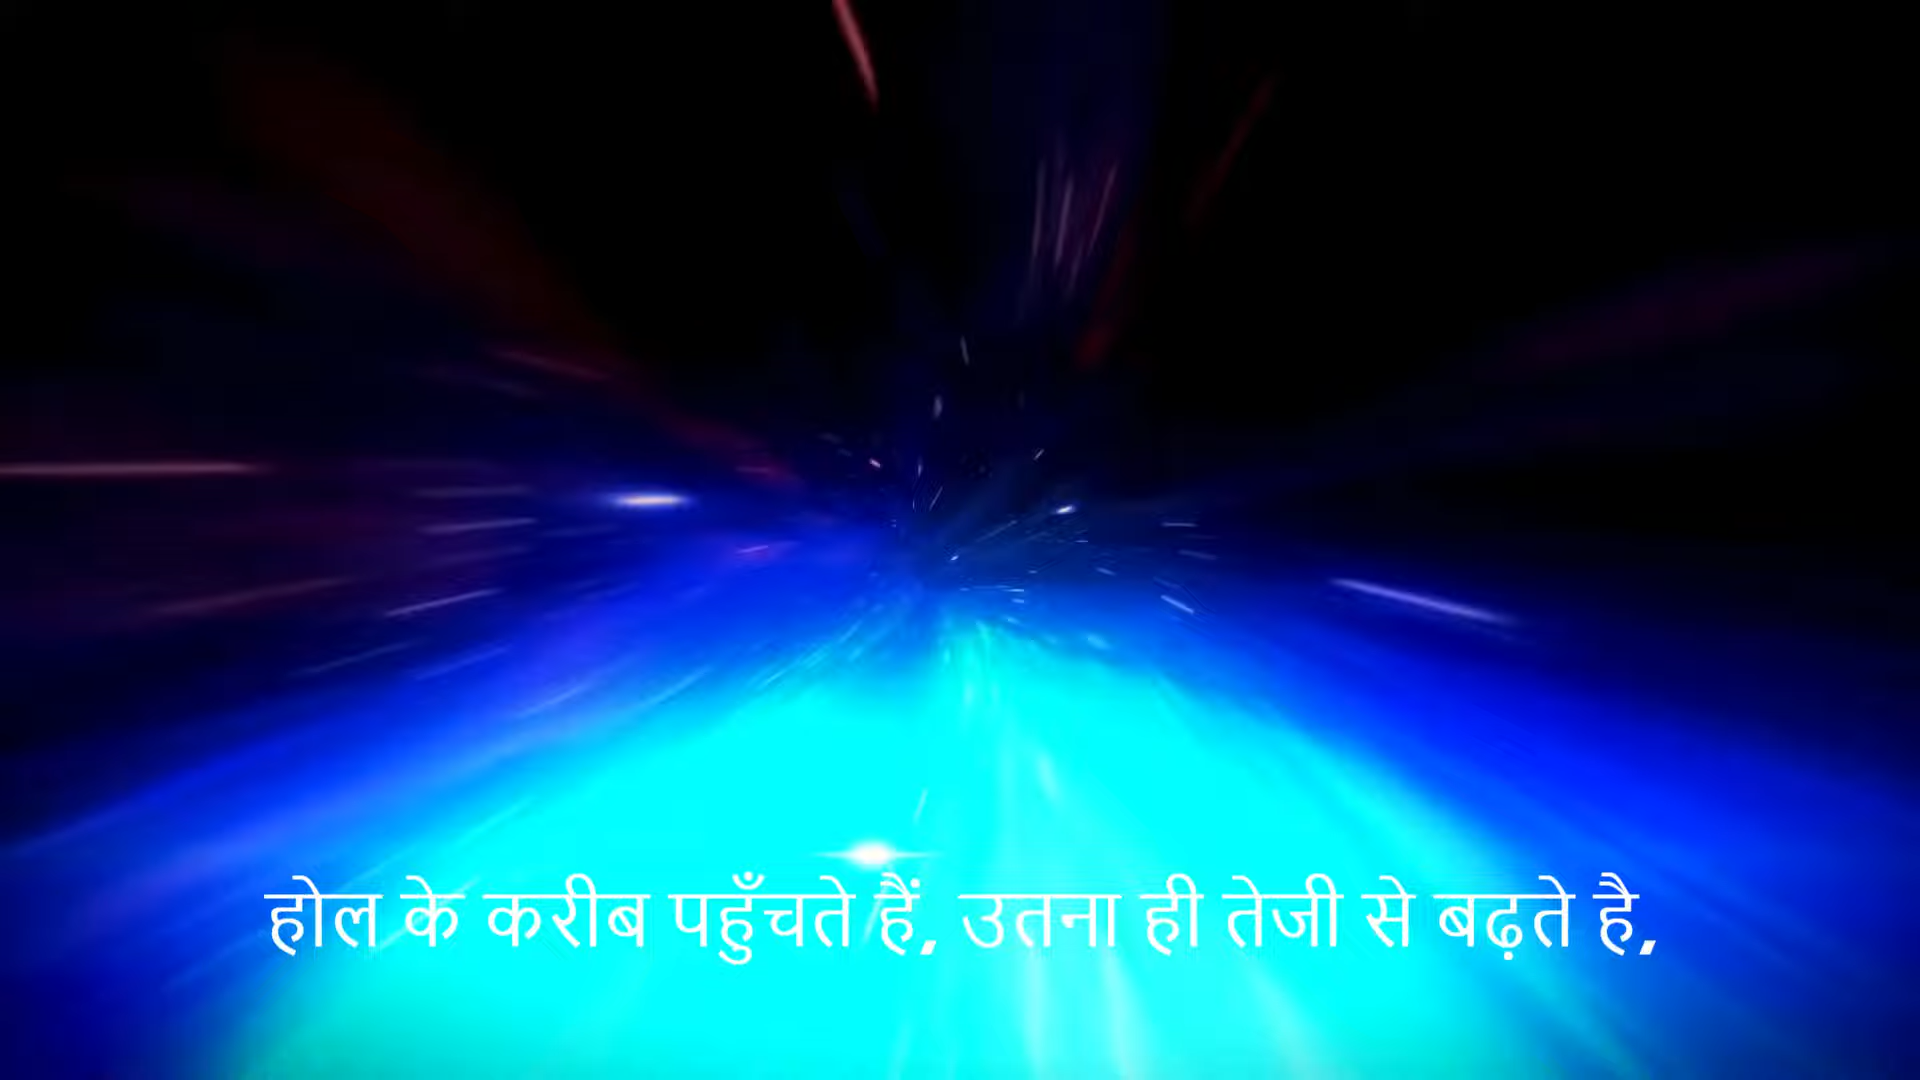 होल के करीब पहुँचते हैं, उतना ही तेजी से बढ़ते है,